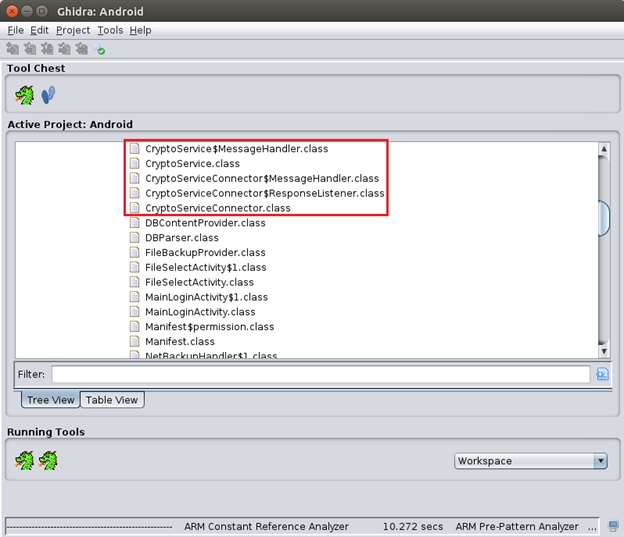 Ghidra: Android
File Edit Project Tools Help
Tool Chest
Active Project: Android
CryptoService$MessageHandler.class
CryptoService.class
CryptoServiceConnector$MessageHandler.class
CryptoServiceConnector$ResponseListener.class
CryptoServiceConnector.class
DBContentProvider.class
DBParser.class
FileBackupProvider.class
FileSelectActivity$1.class
FileSelectActivity.class
MainLoginActivity$1.class
MainLoginActivity.class
Manifest$permission.class
Manifest.class
NetBackupHandler$1.class
Filter:
Tree View Table View
Running Tools
Workspace
---------------------------------------------------- ARM Constant Reference Analyzer 10.272 secs ARM Pre-Pattern Analyzer ...